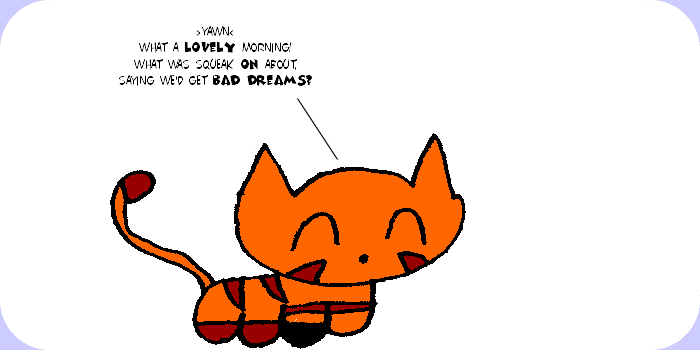 >YAWN<
WHAT A LOVELY MORNING!
WHAT WAS SQUEAK ON ABOUT,
SAYING WE'D GET BAD DREAMS?